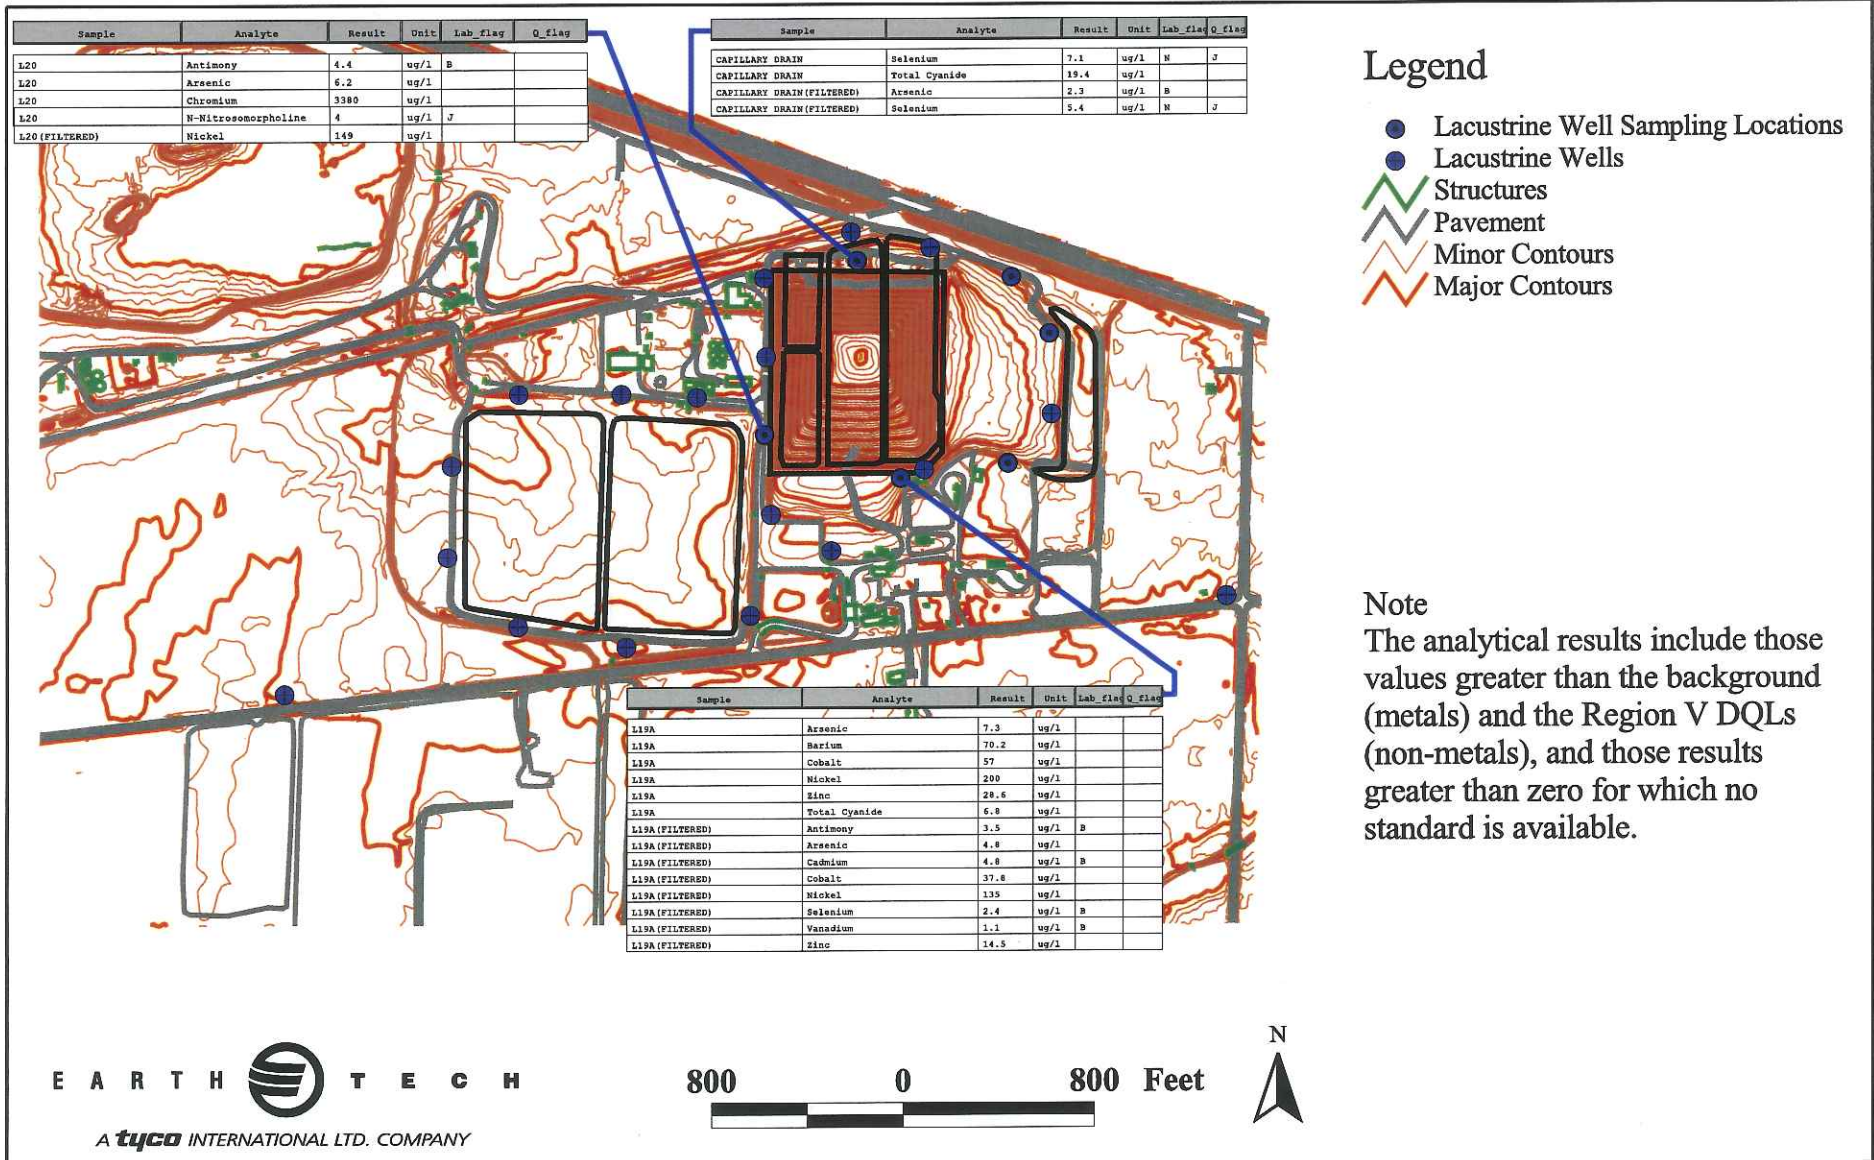 Sample Analyte Result Unit Lab_flag Q_flag
L20 Antimony 4.4 ug/l B
L20 Arsenic 6.2 ug/l
L20 Chromium 3380 ug/l
L20 N-Nitrosomorpholine 4 ug/l J
L20(FILTERED) Nickel 149 ug/l
Sample Analyte Result Unit Lab_flag Q_flag
CAPILLARY DRAIN Selenium 7.1 ug/l N J
CAPILLARY DRAIN Total Cyanide 19.4 ug/l
CAPILLARY DRAIN(FILTERED) Arsenic 2.3 ug/l B
CAPILLARY DRAIN(FILTERED) Selenium 5.4 ug/l N J
Legend
Lacustrine Well Sampling Locations
Lacustrine Wells
Structures
Pavement
Minor Contours
Major Contours
Note
The analytical results include those
values greater than the background
(metals) and the Region V DQLs
(non-metals), and those results
greater than zero for which no
standard is available.
Sample Analyte Result Unit Lab_flag Q_flag
L19A Arsenic 7.3 ug/l
L19A Barium 70.2 ug/l
L19A Cobalt 57 ug/l
L19A Nickel 200 ug/l
L19A Zinc 28.6 ug/l
L19A Total Cyanide 6.8 ug/l
L19A(FILTERED) Antimony 3.5 ug/l B
L19A(FILTERED) Arsenic 4.8 ug/l
L19A(FILTERED) Cadmium 4.8 ug/l B
L19A(FILTERED) Cobalt 37.8 ug/l
L19A(FILTERED) Nickel 135 ug/l
L19A(FILTERED) Selenium 2.4 ug/l B
L19A(FILTERED) Vanadium 1.1 ug/l B
L19A(FILTERED) Zinc 14.5 ug/l
EARTH TECH
A tyco INTERNATIONAL LTD. COMPANY
800 0 800 Feet
N